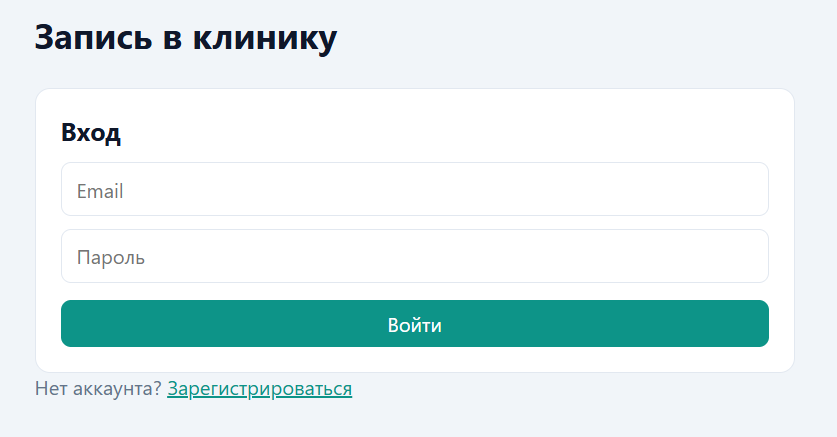 Запись в клинику
Вход
Email
Пароль
Войти
Нет аккаунта? Зарегистрироваться